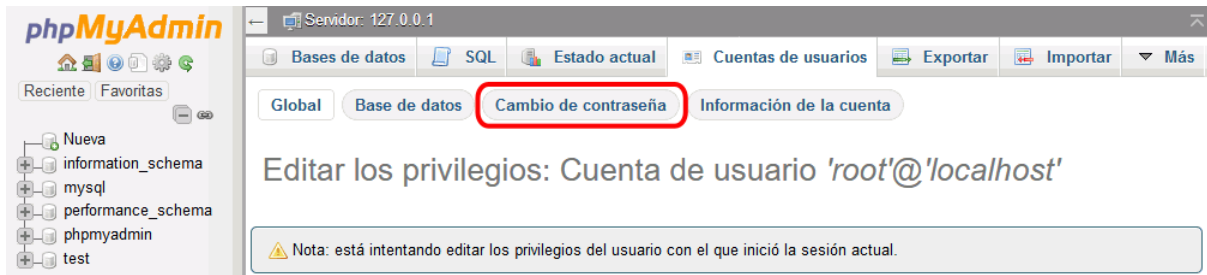 phpMyAdmin
Reciente Favoritas
Nueva
information_schema
mysql
performance_schema
phpmyadmin
test
Servidor: 127.0.0.1
Bases de datos SQL Estado actual Cuentas de usuarios Exportar Importar Más
Global Base de datos Cambio de contraseña Información de la cuenta
Editar los privilegios: Cuenta de usuario 'root'@'localhost'
Nota: está intentando editar los privilegios del usuario con el que inició la sesión actual.